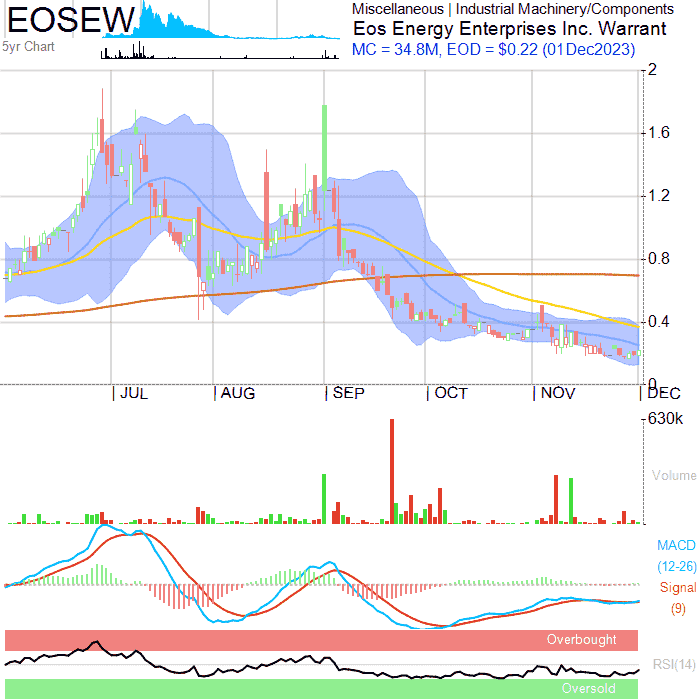 EOSEW
5yr Chart
Miscellaneous | Industrial Machinery/Components
Eos Energy Enterprises Inc. Warrant
MC = 34.8M, EOD = $0.22 (01Dec2023)
2
1.6
1.2
0.8
0.4
0
JUL AUG SEP OCT NOV DEC
630k
Volume
MACD
(12-26)
Signal
(9)
Overbought
RSI(14)
Oversold